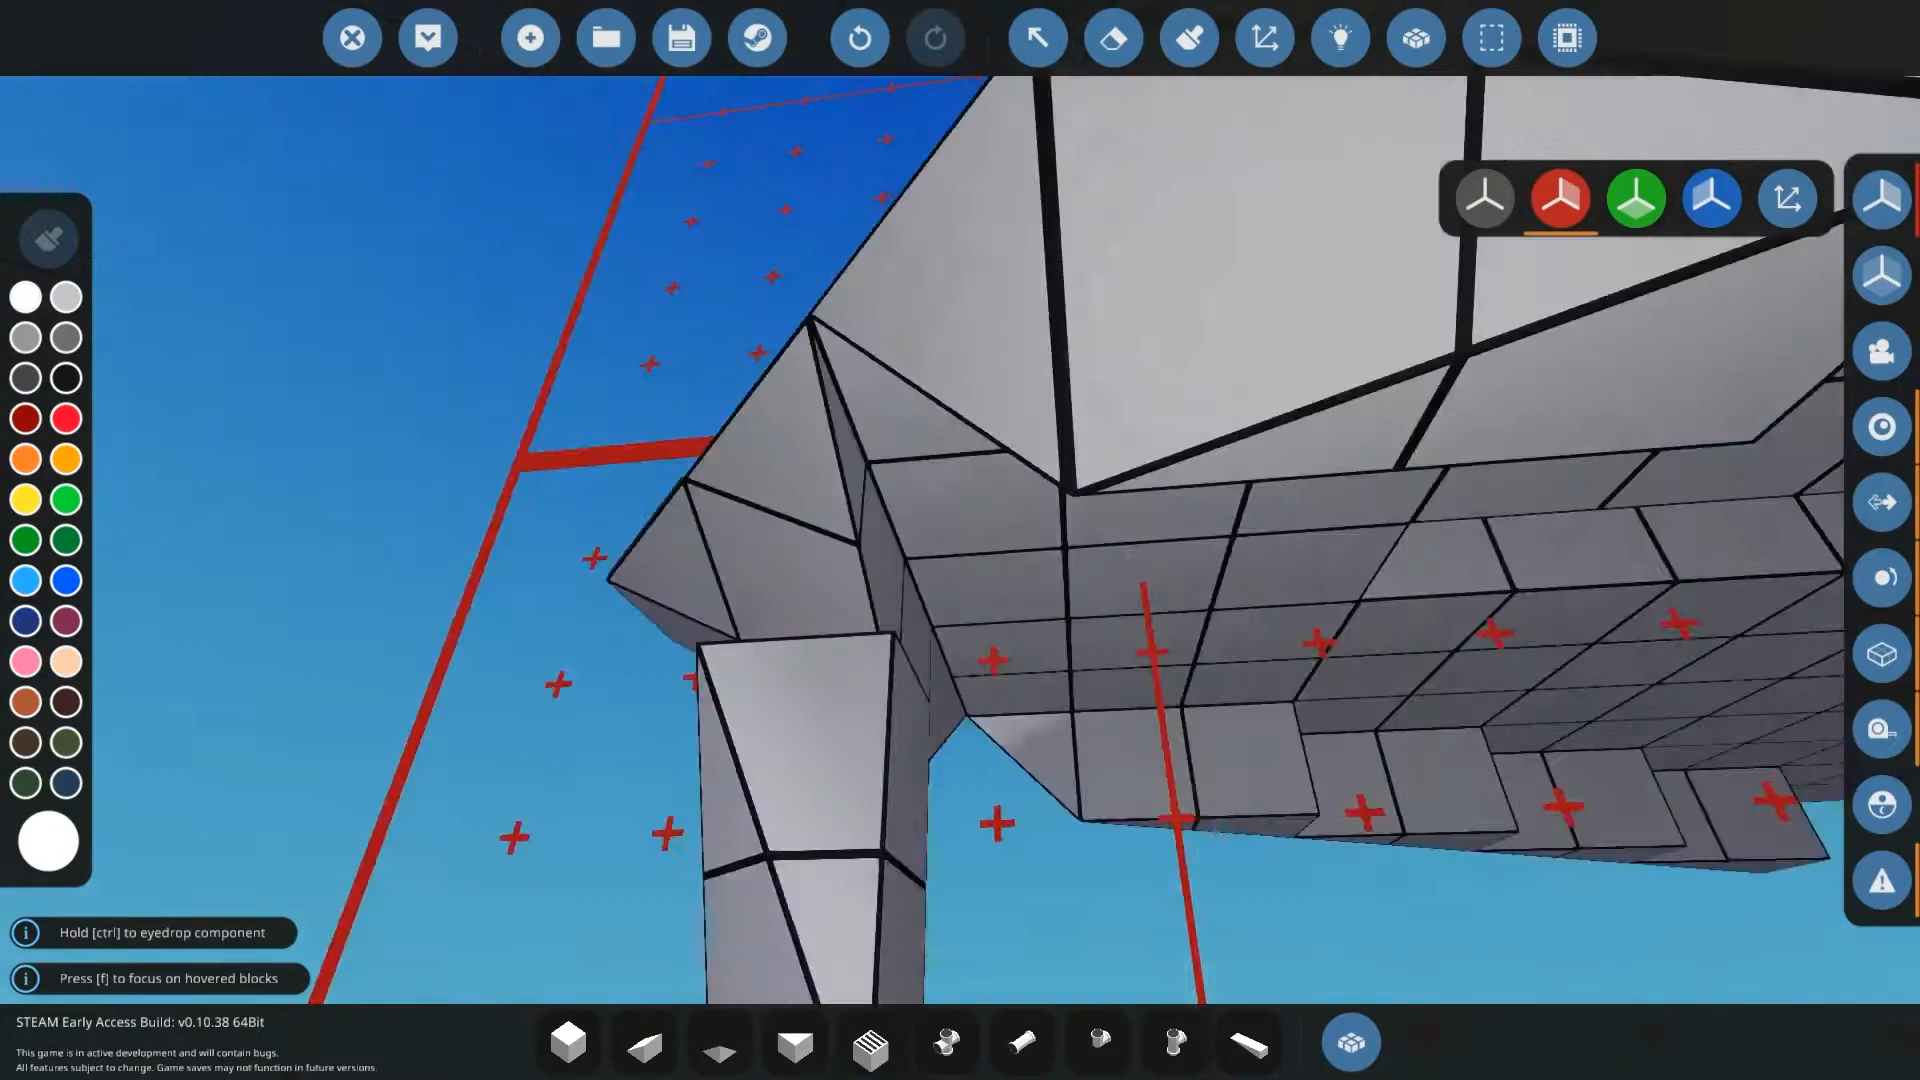 Hold [ctrl] to eyedrop component
Press [f] to focus on hovered blocks
STEAM Early Access Build: v0.10.38 64Bit
This game is in active development and will contain bugs.
All features subject to change. Game saves may not function in future versions.